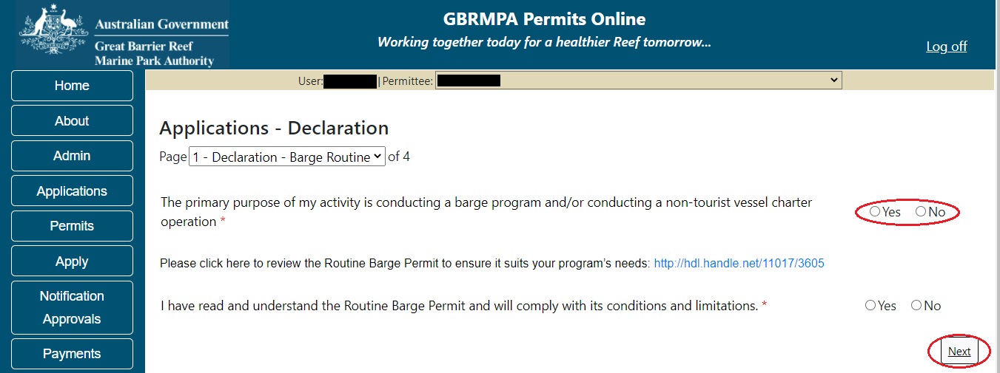 Australian Government
Great Barrier Reef
Marine Park Authority
GBRMPA Permits Online
Working together today for a healthier Reef tomorrow...
Log off
User: | Permittee:
Home
About
Admin
Applications
Permits
Apply
Notification
Approvals
Payments
Applications - Declaration
Page 1 - Declaration - Barge Routine of 4
The primary purpose of my activity is conducting a barge program and/or conducting a non-tourist vessel charter
operation *
Yes No
Please click here to review the Routine Barge Permit to ensure it suits your program's needs: http://hdl.handle.net/11017/3605
I have read and understand the Routine Barge Permit and will comply with its conditions and limitations. * Yes No
Next